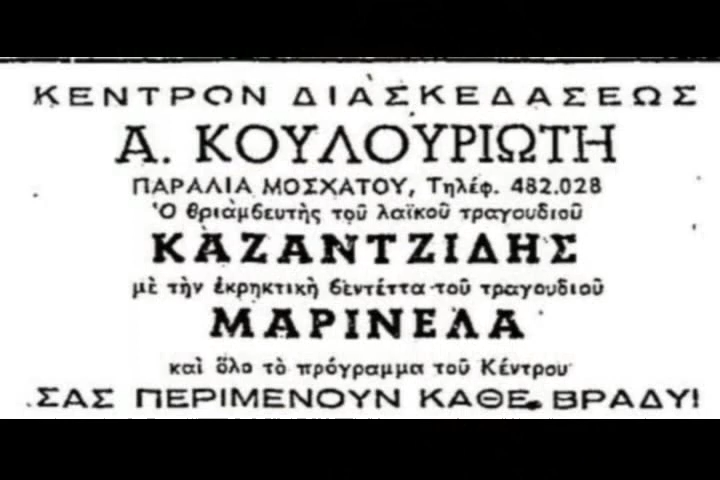 ΚΕΝΤΡΟΝ ΔΙΑΣΚΕΔΑΣΕΩΣ
Α. ΚΟΥΛΟΥΡΙΩΤΗ
ΠΑΡΑΛΙΑ ΜΟΣΧΑΤΟΥ, Τηλέφ. 482.028
Ὁ θριαμβευτὴς τοῦ λαϊκοῦ τραγουδιοῦ
ΚΑΖΑΝΤΖΙΔΗΣ
μὲ τὴν ἐκρηκτικὴ βεντέττα τοῦ τραγουδιοῦ
ΜΑΡΙΝΕΛΑ
καὶ ὅλο τὸ πρόγραμμα τοῦ Κέντρου
ΣΑΣ ΠΕΡΙΜΕΝΟΥΝ ΚΑΘΕ ΒΡΑΔΥ!